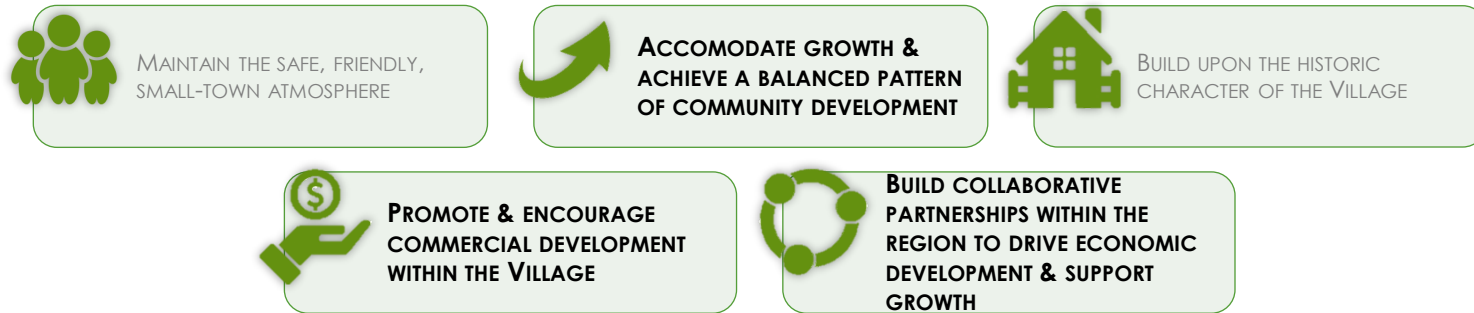 MAINTAIN THE SAFE, FRIENDLY,
SMALL-TOWN ATMOSPHERE
ACCOMODATE GROWTH &
ACHIEVE A BALANCED PATTERN
OF COMMUNITY DEVELOPMENT
BUILD UPON THE HISTORIC
CHARACTER OF THE VILLAGE
$
PROMOTE & ENCOURAGE
COMMERCIAL DEVELOPMENT
WITHIN THE VILLAGE
BUILD COLLABORATIVE
PARTNERSHIPS WITHIN THE
REGION TO DRIVE ECONOMIC
DEVELOPMENT & SUPPORT
GROWTH